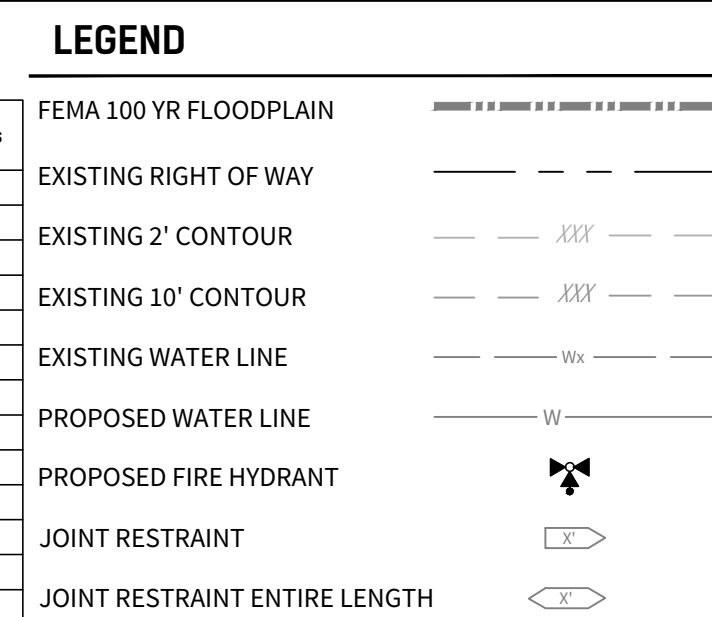 LEGEND
s
FEMA 100 YR FLOODPLAIN
EXISTING RIGHT OF WAY
EXISTING 2' CONTOUR XXX
EXISTING 10' CONTOUR XXX
EXISTING WATER LINE Wx
PROPOSED WATER LINE W
PROPOSED FIRE HYDRANT
JOINT RESTRAINT X'
JOINT RESTRAINT ENTIRE LENGTH X'